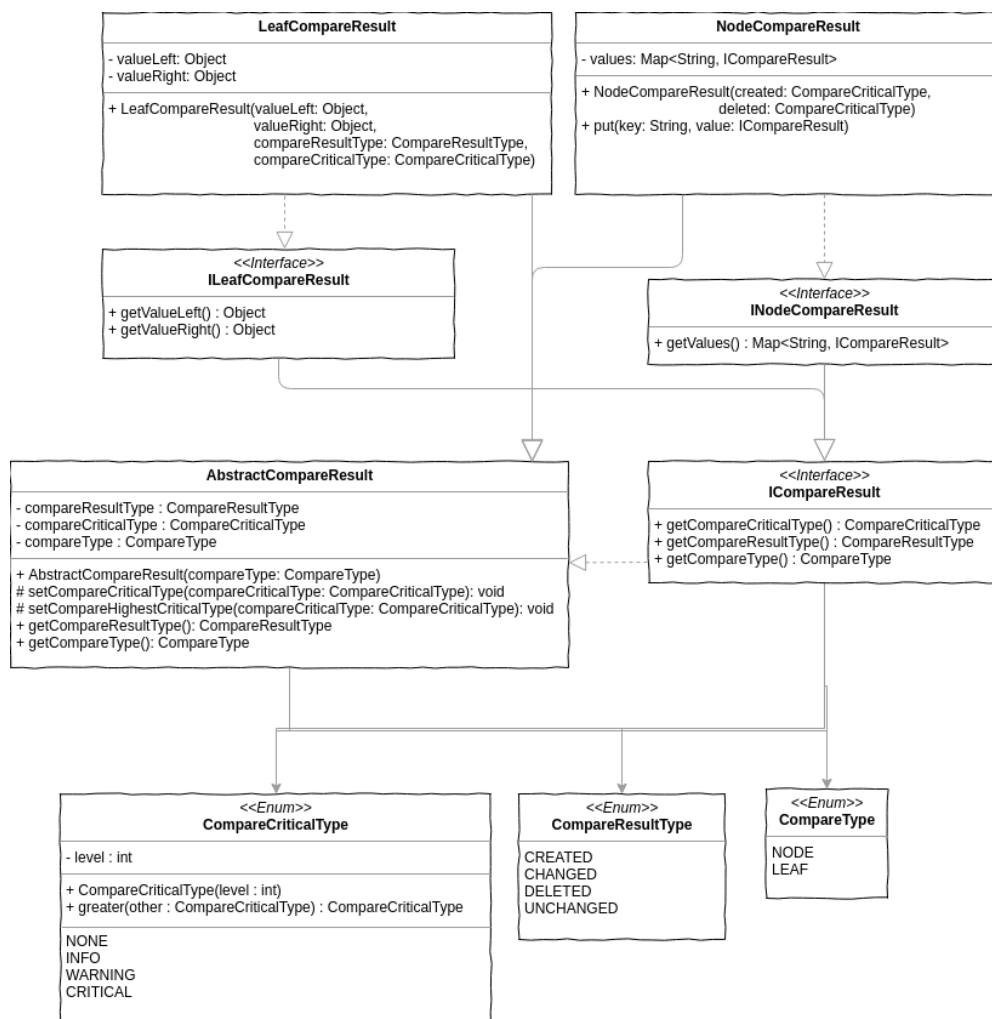 LeafCompareResult
- valueLeft: Object
- valueRight: Object
+ LeafCompareResult(valueLeft: Object,
valueRight: Object,
compareResultType: CompareResultType,
compareCriticalType: CompareCriticalType)
NodeCompareResult
- values: Map<String, ICompareResult>
+ NodeCompareResult(created: CompareCriticalType,
deleted: CompareCriticalType)
+ put(key: String, value: ICompareResult)
<<Interface>>
ILeafCompareResult
+ getValueLeft() : Object
+ getValueRight() : Object
<<Interface>>
INodeCompareResult
+ getValues() : Map<String, ICompareResult>
AbstractCompareResult
- compareResultType : CompareResultType
- compareCriticalType : CompareCriticalType
- compareType : CompareType
+ AbstractCompareResult(compareType: CompareType)
# setCompareCriticalType(compareCriticalType: CompareCriticalType): void
# setCompareHighestCriticalType(compareCriticalType: CompareCriticalType): void
+ getCompareResultType(): CompareResultType
+ getCompareType(): CompareType
<<Interface>>
ICompareResult
+ getCompareCriticalType() : CompareCriticalType
+ getCompareResultType() : CompareResultType
+ getCompareType() : CompareType
<<Enum>>
CompareCriticalType
- level : int
+ CompareCriticalType(level : int)
+ greater(other : CompareCriticalType) : CompareCriticalType
NONE
INFO
WARNING
CRITICAL
<<Enum>>
CompareResultType
CREATED
CHANGED
DELETED
UNCHANGED
<<Enum>>
CompareType
NODE
LEAF